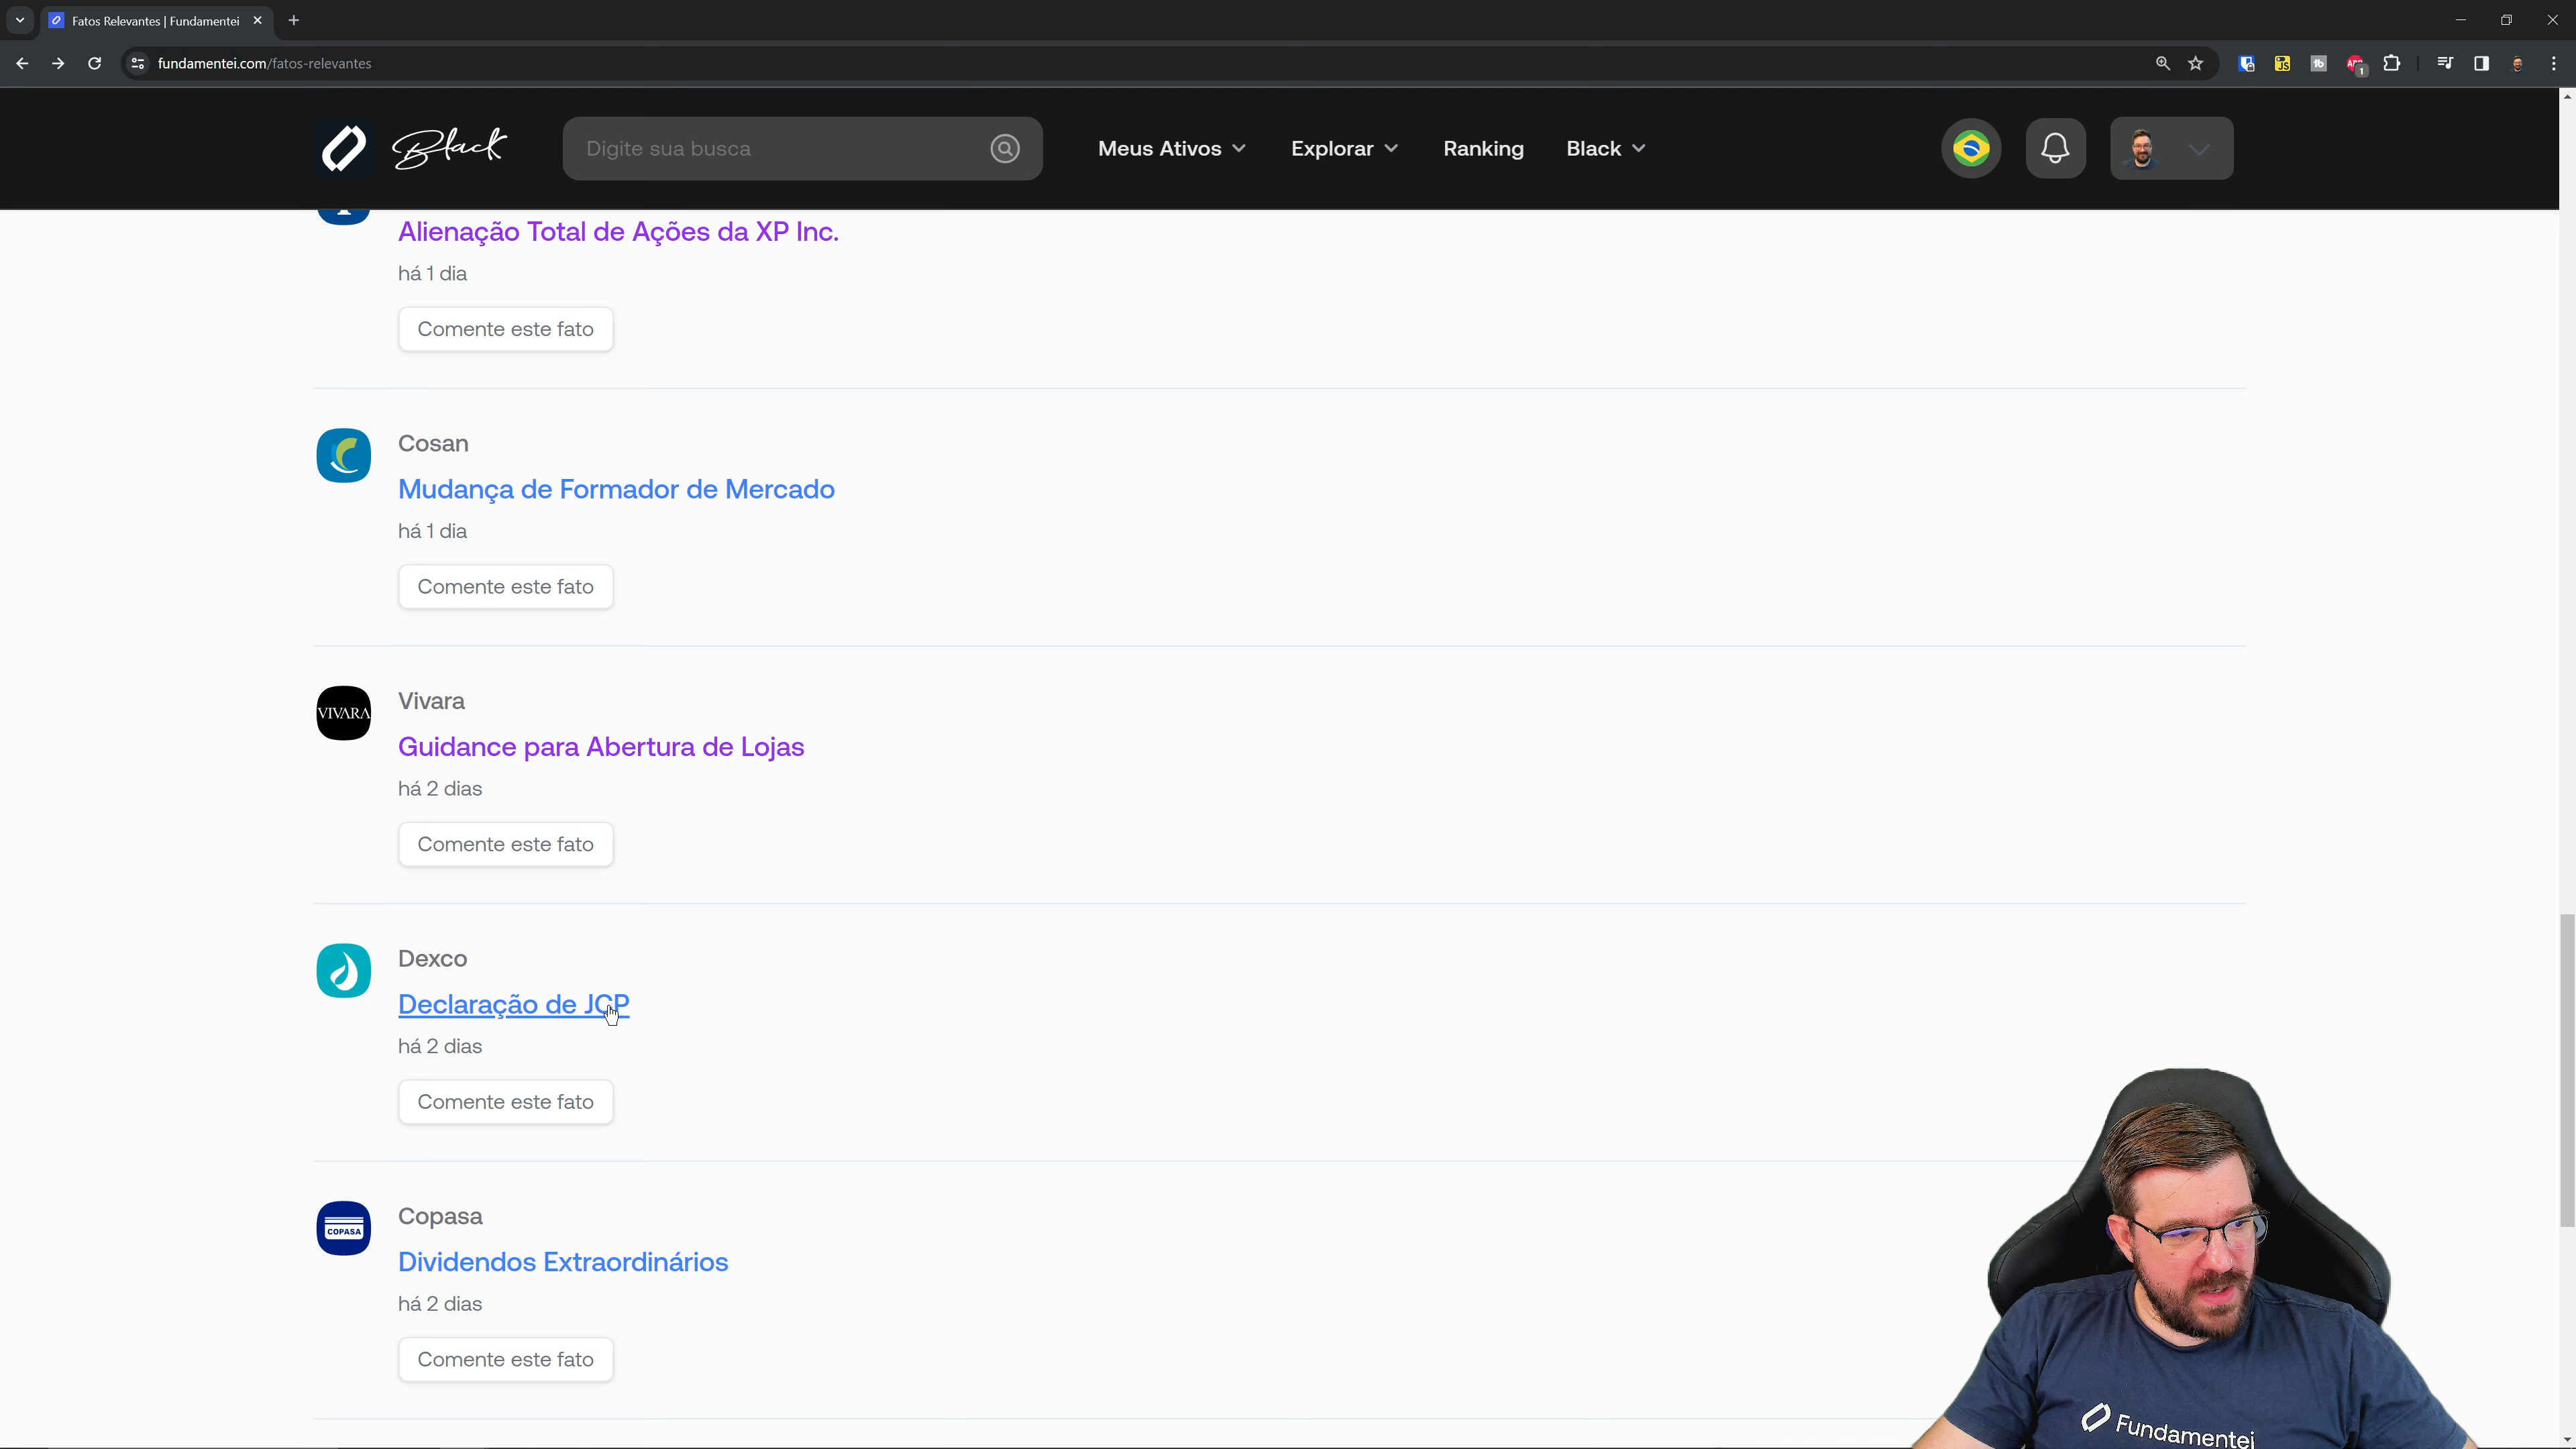 Fatos Relevantes | Fundamentei
fundamentei.com/fatos-relevantes
1
Black
Digite sua busca
Meus Ativos
Explorar
Ranking
Black
Alienação Total de Ações da XP Inc.
há 1 dia
Comente este fato
Cosan
Mudança de Formador de Mercado
há 1 dia
Comente este fato
VIVARA
Vivara
Guidance para Abertura de Lojas
há 2 dias
Comente este fato
Dexco
Declaração de JCP
há 2 dias
Comente este fato
COPASA
Copasa
Dividendos Extraordinários
há 2 dias
Comente este fato
Fundamentei